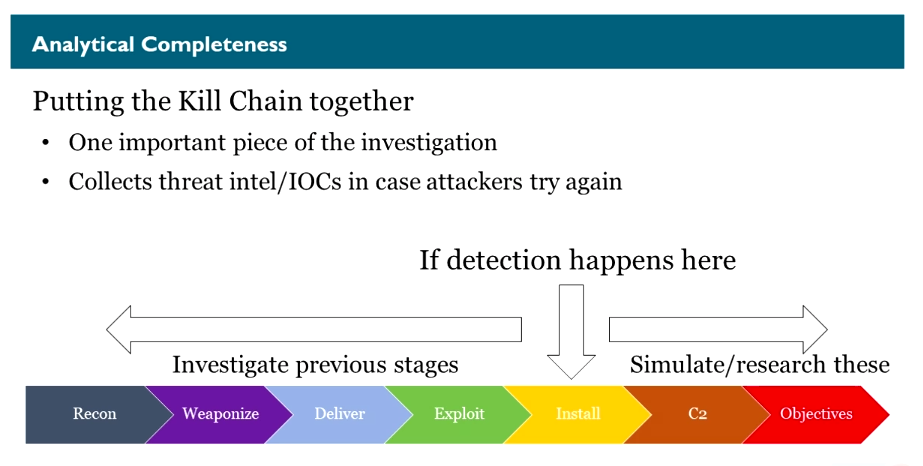 Analytical Completeness
Putting the Kill Chain together
• One important piece of the investigation
• Collects threat intel/IOCs in case attackers try again
If detection happens here
Investigate previous stages
Simulate/research these
Recon
Weaponize
Deliver
Exploit
Install
C2
Objectives